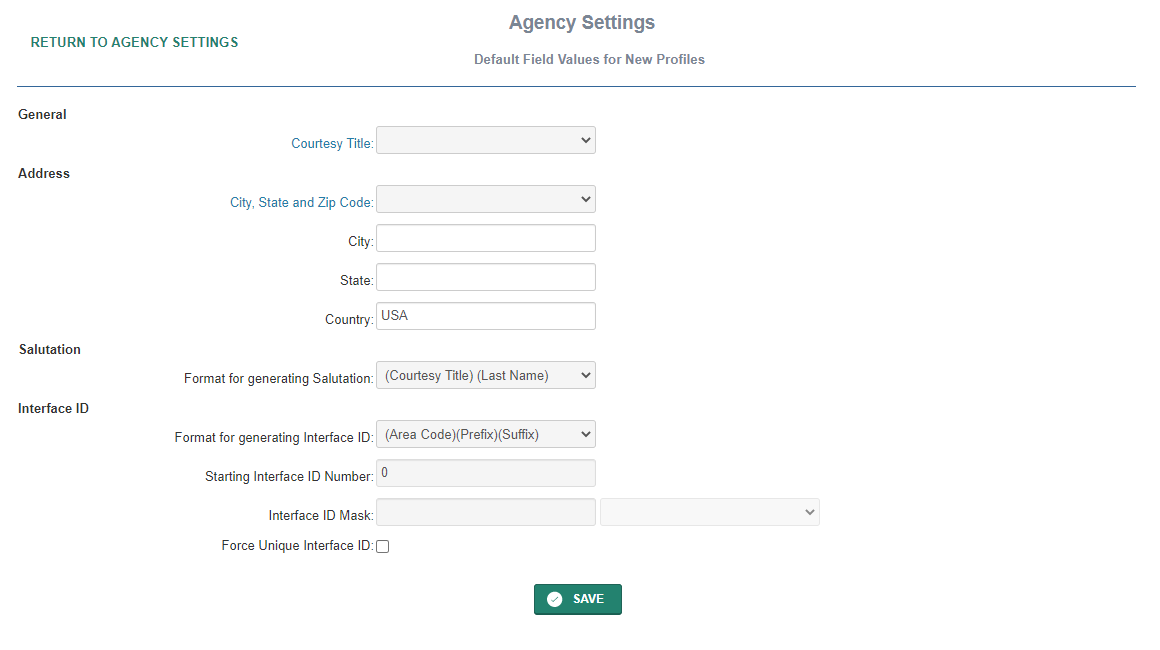 Agency Settings
RETURN TO AGENCY SETTINGS
Default Field Values for New Profiles
General
Courtesy Title:
Address
City, State and Zip Code:
City:
State:
Country: USA
Salutation
Format for generating Salutation: (Courtesy Title) (Last Name)
Interface ID
Format for generating Interface ID: (Area Code)(Prefix)(Suffix)
Starting Interface ID Number: 0
Interface ID Mask:
Force Unique Interface ID:
SAVE